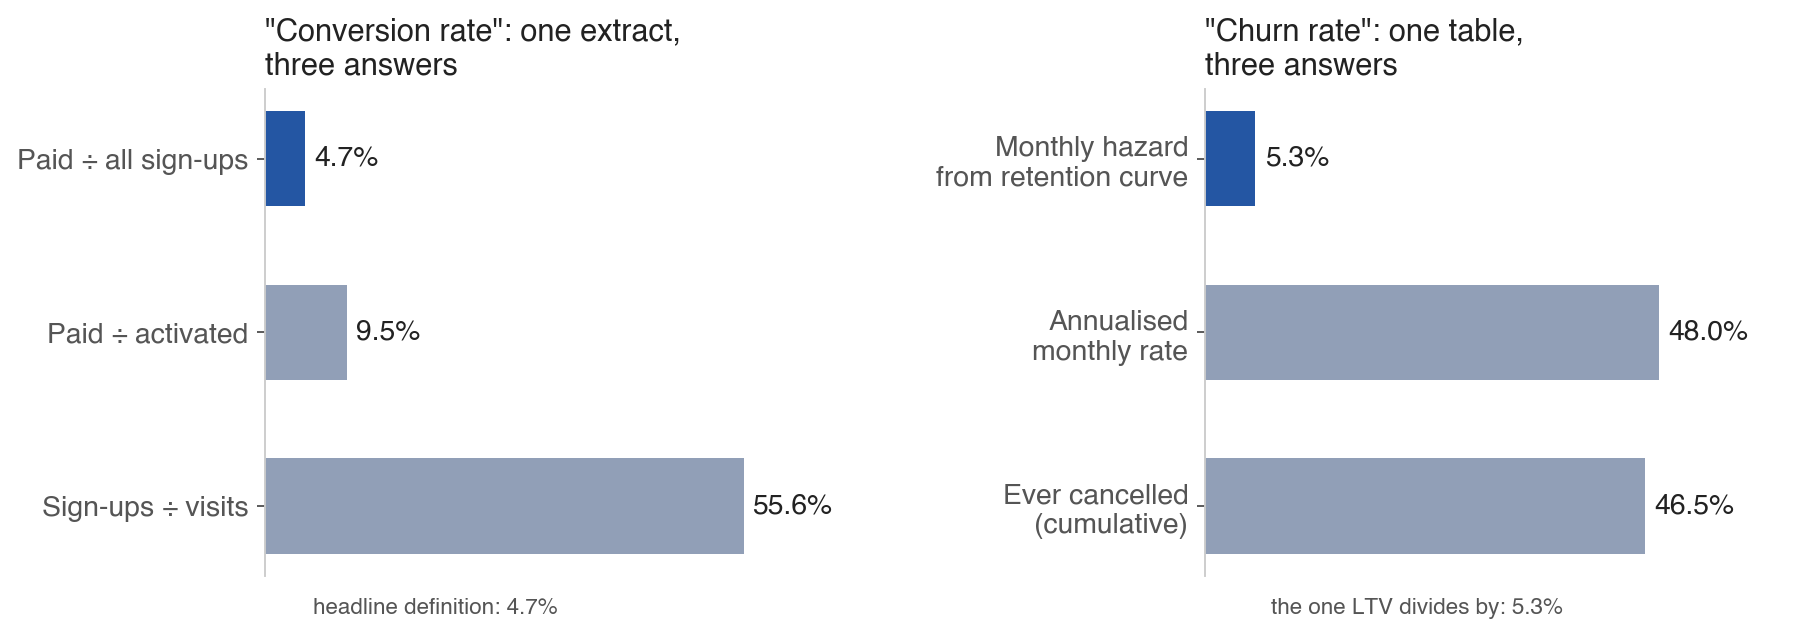 "Conversion rate": one extract,
three answers
Paid ÷ all sign-ups
4.7%
Paid ÷ activated
9.5%
Sign-ups ÷ visits
55.6%
headline definition: 4.7%
"Churn rate": one table,
three answers
Monthly hazard
from retention curve
5.3%
Annualised
monthly rate
48.0%
Ever cancelled
(cumulative)
46.5%
the one LTV divides by: 5.3%